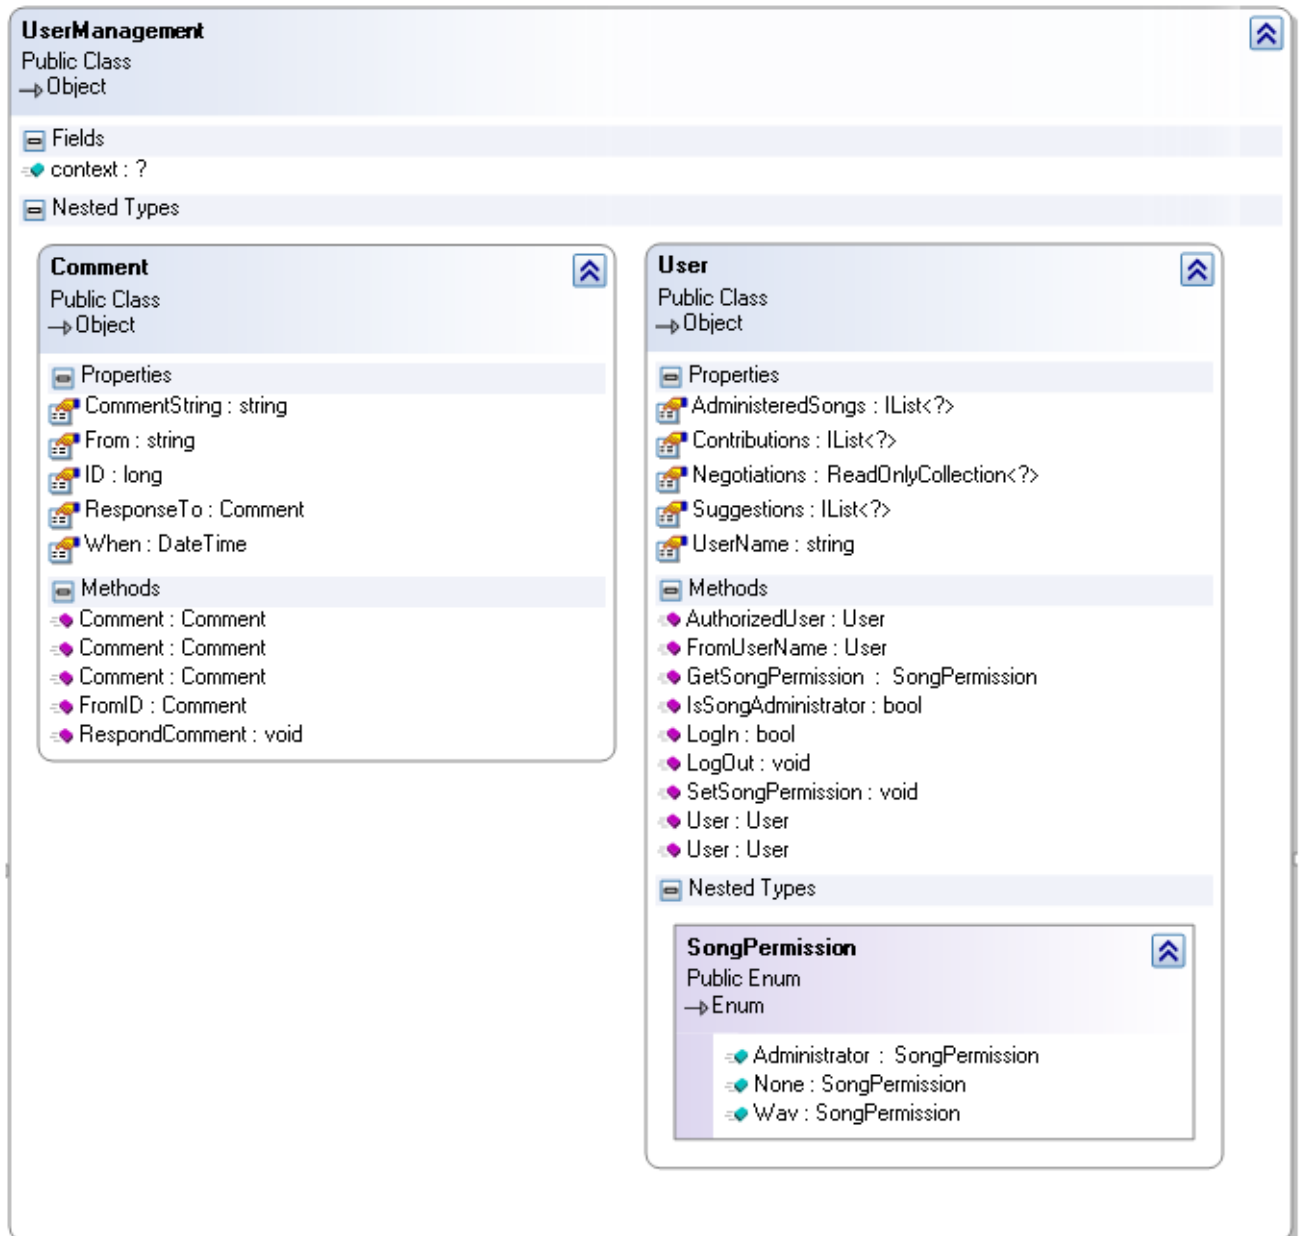 UserManagement
Public Class
Object
Fields
context : ?
Nested Types
Comment
Public Class
Object
Properties
CommentString : string
From : string
ID : long
ResponseTo : Comment
When : DateTime
Methods
Comment : Comment
Comment : Comment
Comment : Comment
FromID : Comment
RespondComment : void
User
Public Class
Object
Properties
AdministeredSongs : IList<?>
Contributions : IList<?>
Negotiations : ReadOnlyCollection<?>
Suggestions : IList<?>
UserName : string
Methods
AuthorizedUser : User
FromUserName : User
GetSongPermission : SongPermission
IsSongAdministrator : bool
LogIn : bool
LogOut : void
SetSongPermission : void
User : User
User : User
Nested Types
SongPermission
Public Enum
Enum
Administrator : SongPermission
None : SongPermission
Wav : SongPermission